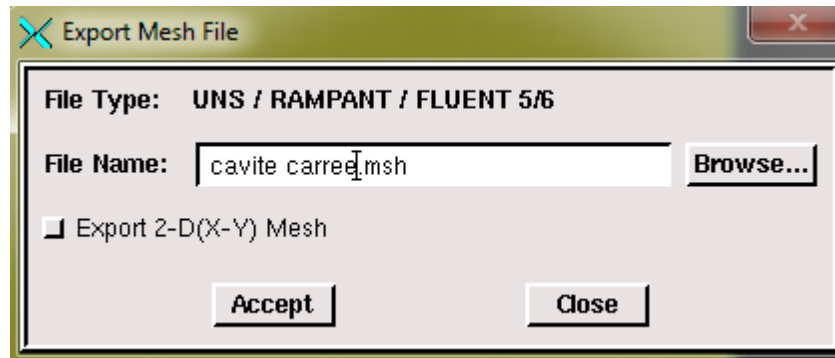 Export Mesh File
File Type: UNS / RAMPANT / FLUENT 5/6
File Name: cavite carree.msh Browse...
Export 2-D(X-Y) Mesh
Accept Close